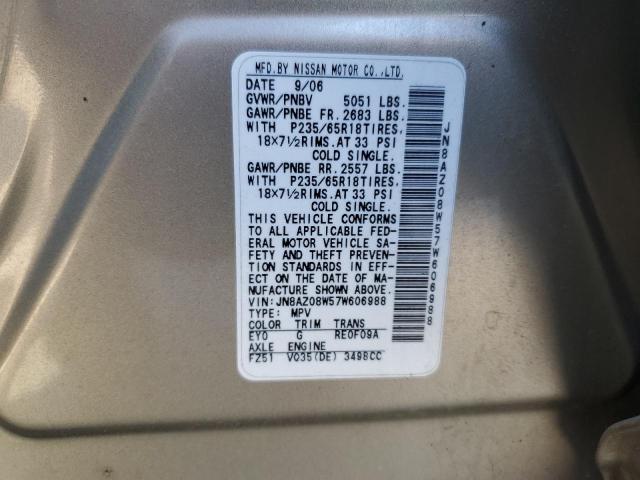 MFD.BY NISSAN MOTOR CO.,LTD.
DATE 9/06
GVWR/PNBV 5051 LBS.
GAWR/PNBE FR. 2683 LBS.
WITH P235/65R18TIRES,
18×7½RIMS.AT 33 PSI
COLD SINGLE.
GAWR/PNBE RR. 2557 LBS.
WITH P235/65R18TIRES,
18×7½RIMS.AT 33 PSI
COLD SINGLE.
THIS VEHICLE CONFORMS
TO ALL APPLICABLE FED-
ERAL MOTOR VEHICLE SA-
FETY AND THEFT PREVEN-
TION STANDARDS IN EFF-
ECT ON THE DATE OF MA-
NUFACTURE SHOWN ABOVE.
VIN: JN8AZ08W57W606988
TYPE: MPV
COLOR TRIM TRANS
EY0 G RE0F09A
AXLE ENGINE
FZ51 VQ35(DE) 3498CC
JN8AZ08W57W606988